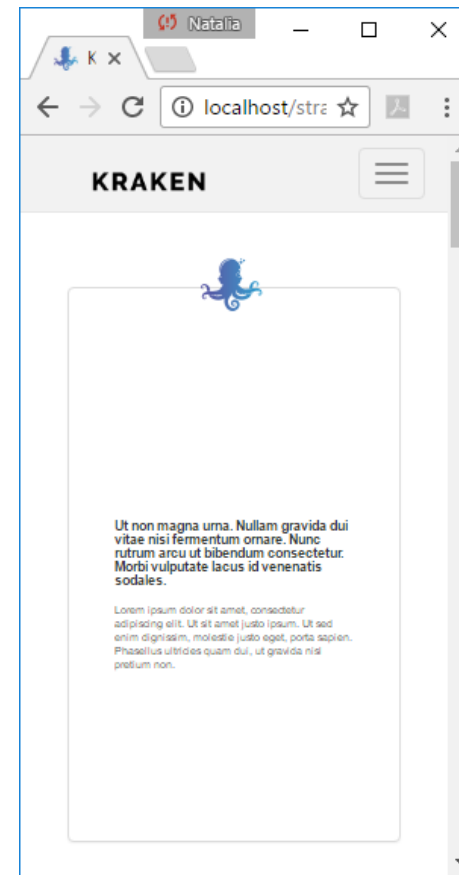 Natalia
K
localhost/stra
KRAKEN
Ut non magna urna. Nullam gravida dui
vitae nisi fermentum ornare. Nunc
rutrum arcu ut bibendum consectetur.
Morbi vulputate lacus id venenatis
sodales.
Lorem ipsum dolor sit amet, consectetur
adipiscing elit. Ut sit amet justo ipsum. Ut sed
enim dignissim, molestie justo eget, porta sapien.
Phasellus ultricies quam dui, ut gravida nisl
pretium non.